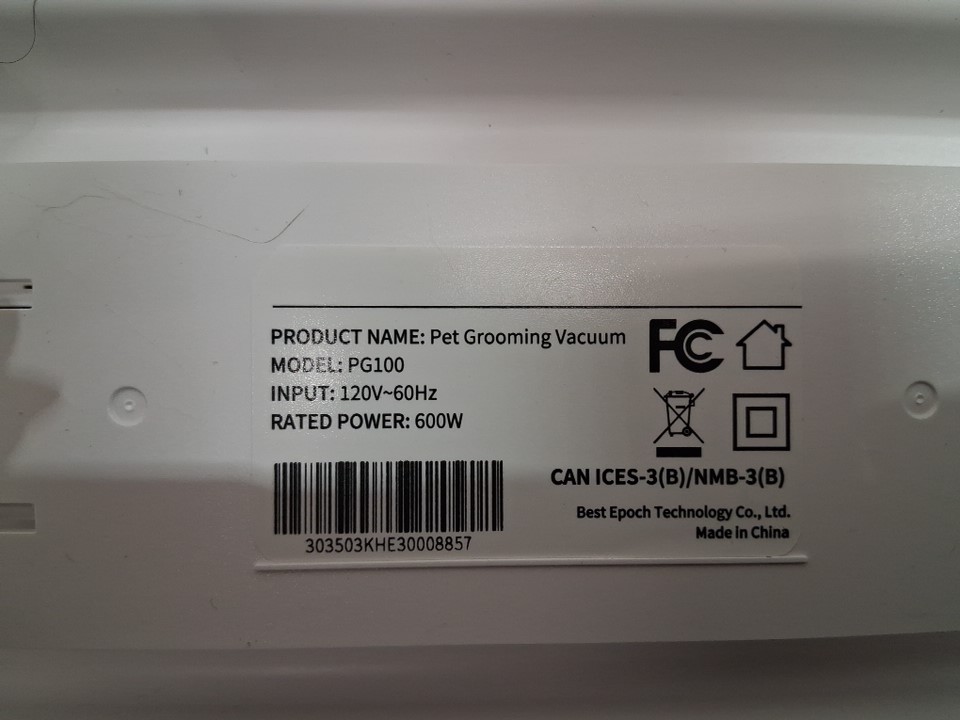 PRODUCT NAME: Pet Grooming Vacuum
MODEL: PG100
INPUT: 120V~60Hz
RATED POWER: 600W
FC
CAN ICES-3(B)/NMB-3(B)
Best Epoch Technology Co., Ltd.
Made in China
303503KHE30008857